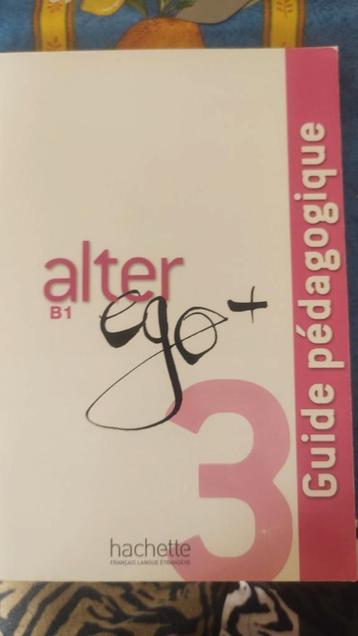 alter
B1
ego+
3
hachette
FRANÇAIS LANGUE ÉTRANGÈRE
Guide pédagogique